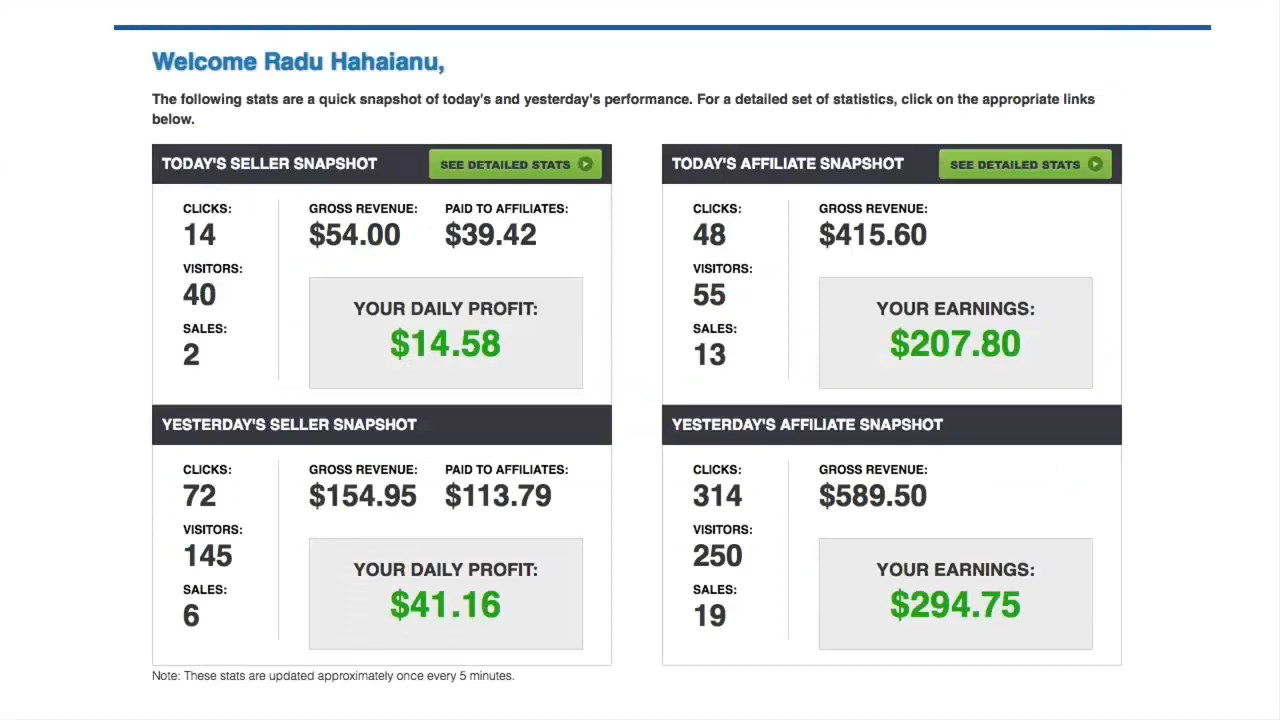 Welcome Radu Hahaianu,
The following stats are a quick snapshot of today's and yesterday's performance. For a detailed set of statistics, click on the appropriate links
below.
TODAY'S SELLER SNAPSHOT
SEE DETAILED STATS
CLICKS:
14
VISITORS:
40
SALES:
2
GROSS REVENUE:
$54.00
PAID TO AFFILIATES:
$39.42
YOUR DAILY PROFIT:
$14.58
TODAY'S AFFILIATE SNAPSHOT
SEE DETAILED STATS
CLICKS:
48
VISITORS:
55
SALES:
13
GROSS REVENUE:
$415.60
YOUR EARNINGS:
$207.80
YESTERDAY'S SELLER SNAPSHOT
CLICKS:
72
VISITORS:
145
SALES:
6
GROSS REVENUE:
$154.95
PAID TO AFFILIATES:
$113.79
YOUR DAILY PROFIT:
$41.16
YESTERDAY'S AFFILIATE SNAPSHOT
CLICKS:
314
VISITORS:
250
SALES:
19
GROSS REVENUE:
$589.50
YOUR EARNINGS:
$294.75
Note: These stats are updated approximately once every 5 minutes.